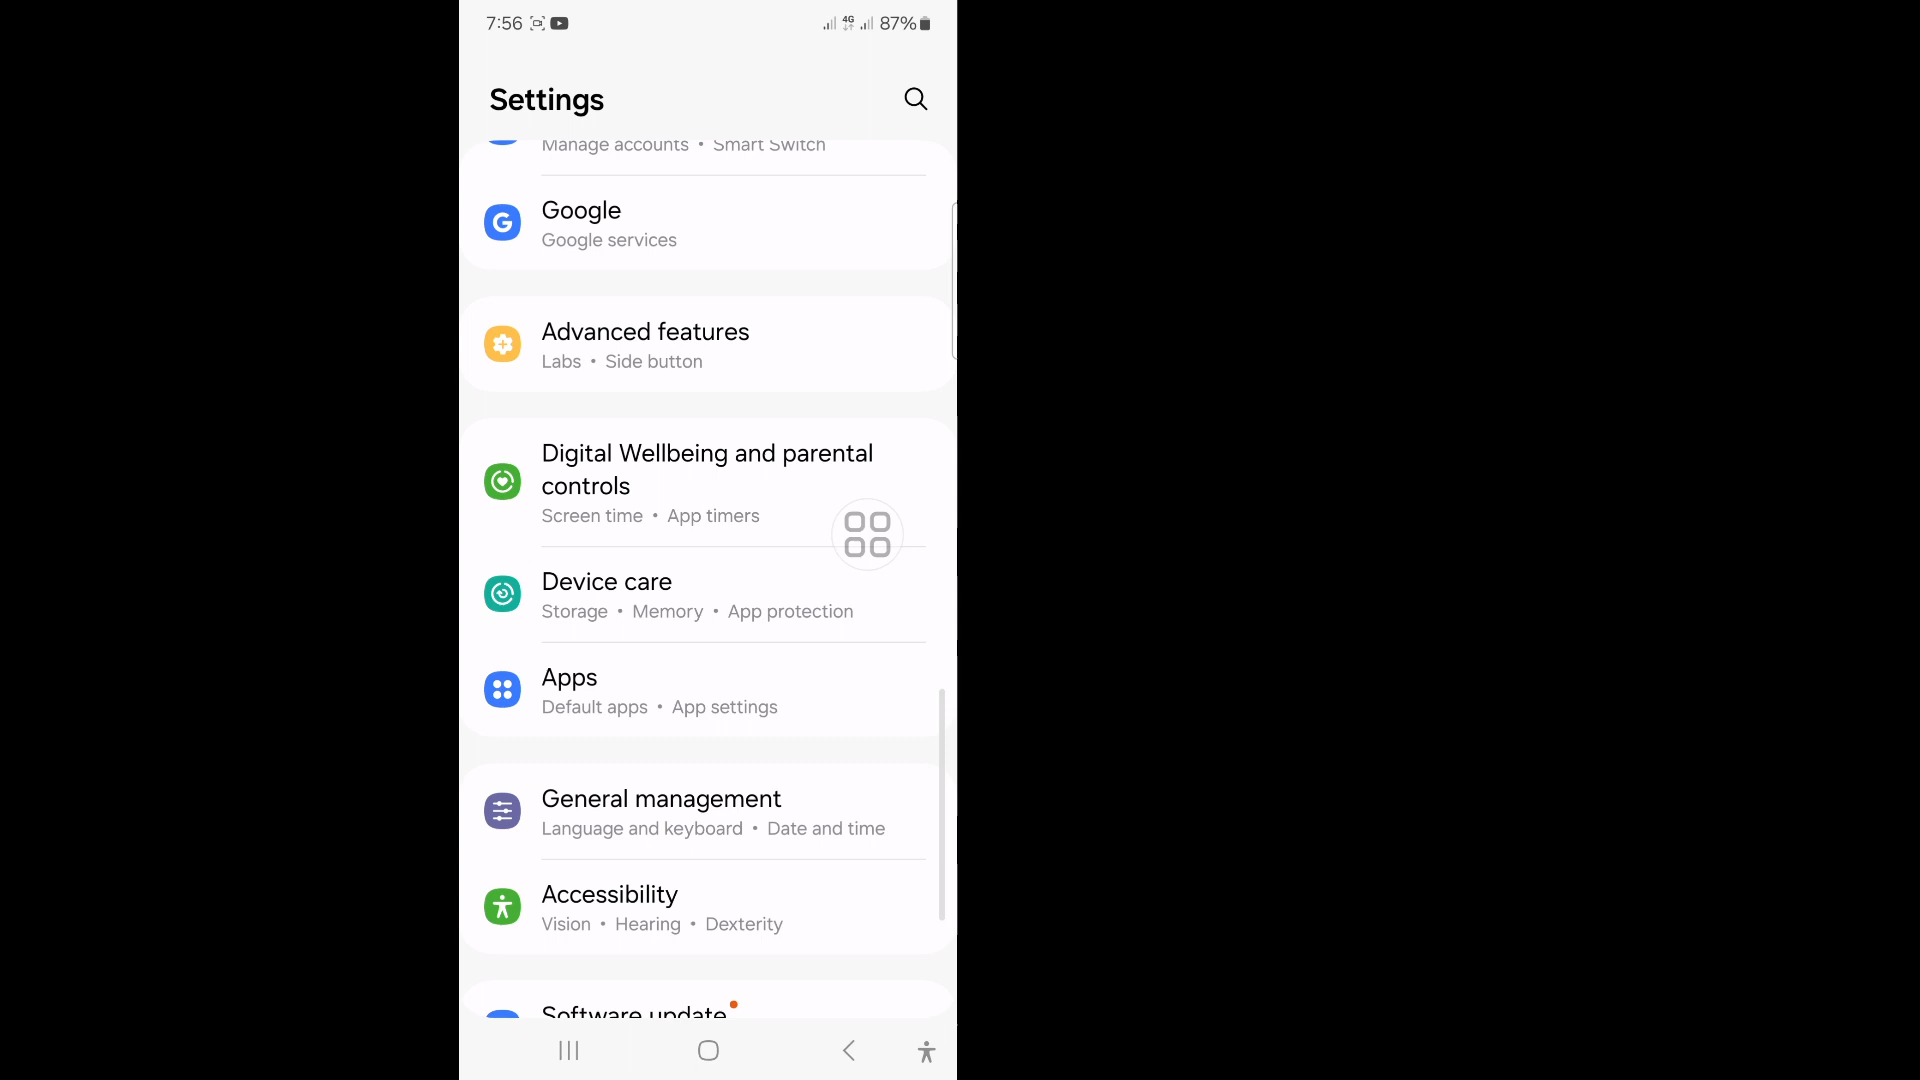 7:56 4G 87%
Settings
Manage accounts • Smart Switch
Google
Google services
Advanced features
Labs • Side button
Digital Wellbeing and parental
controls
Screen time • App timers
Device care
Storage • Memory • App protection
Apps
Default apps • App settings
General management
Language and keyboard • Date and time
Accessibility
Vision • Hearing • Dexterity
Software update